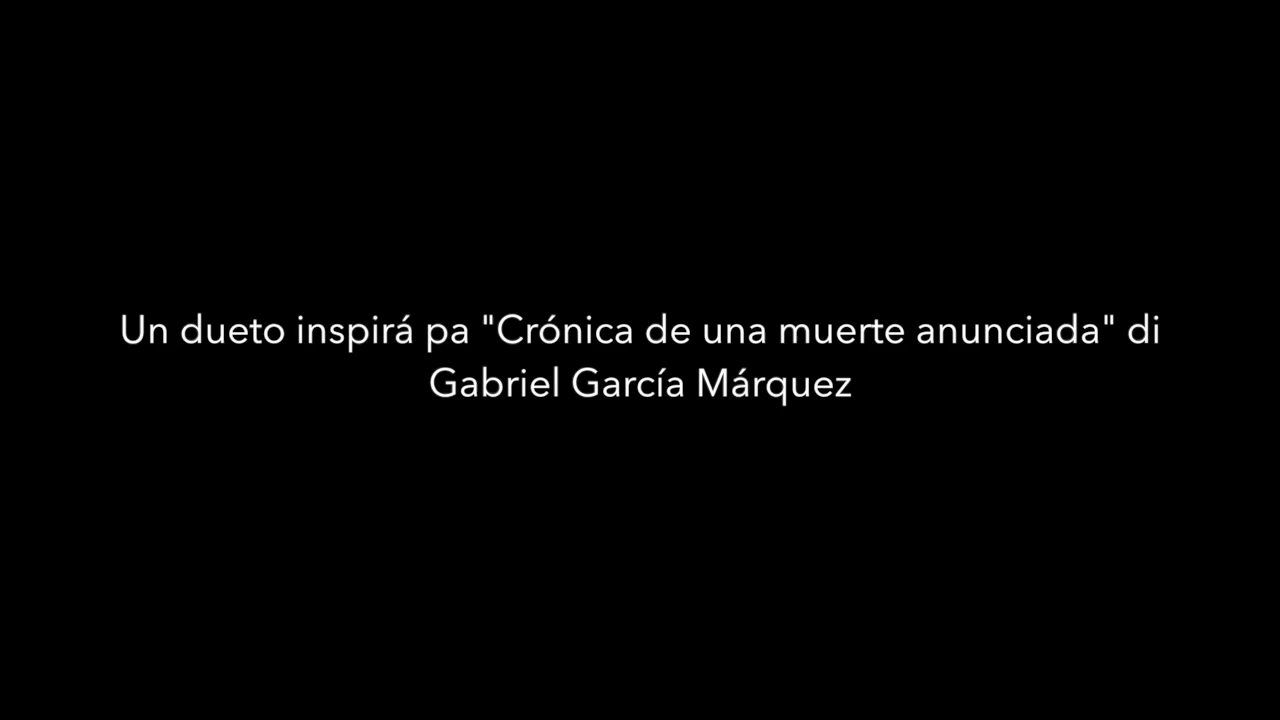 Un dueto inspirá pa "Crónica de una muerte anunciada" di
Gabriel García Márquez